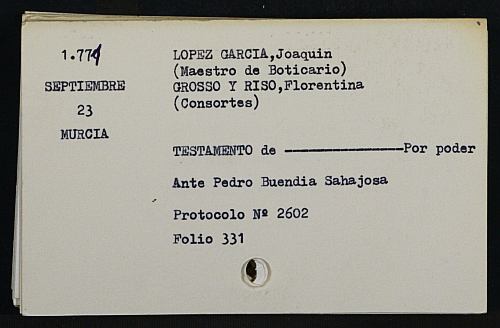 1.774
SEPTIEMBRE
23
MURCIA
LOPEZ GARCIA,Joaquin
(Maestro de Boticario)
GROSSO Y RISO,Florentina
(Consortes)
TESTAMENTO de -----------------Por poder
Ante Pedro Buendia Sahajosa
Protocolo Nº 2602
Folio 331